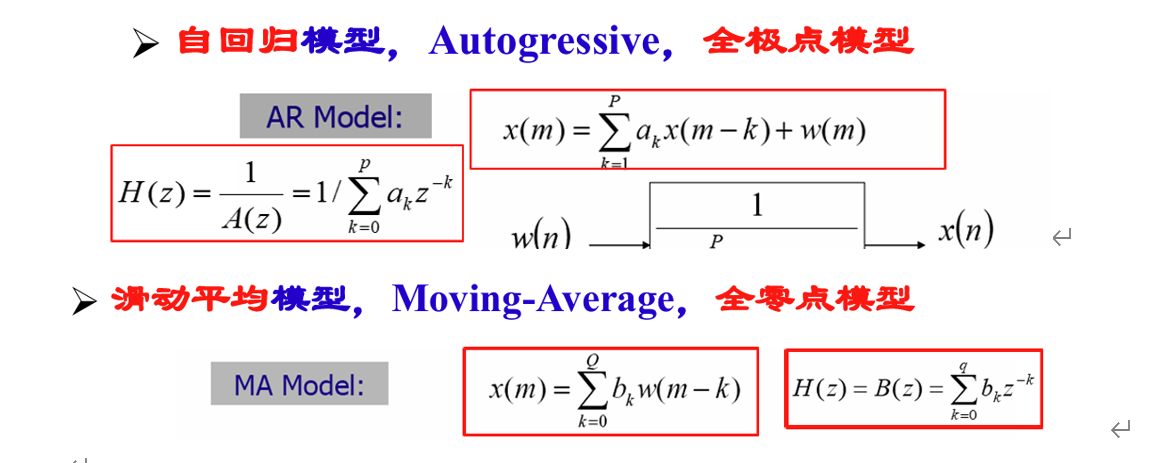 ➢ 自回归模型，Autogressive，全极点模型
AR Model:
x(m) = \sum_{k=1}^{P} a_k x(m-k) + w(m)
H(z) = \frac{1}{A(z)} = 1 / \sum_{k=0}^{p} a_k z^{-k}
w(n)
1
P
x(n)
↵
➢ 滑动平均模型，Moving-Average，全零点模型
MA Model:
x(m) = \sum_{k=0}^{Q} b_k w(m-k)
H(z) = B(z) = \sum_{k=0}^{q} b_k z^{-k}
↵